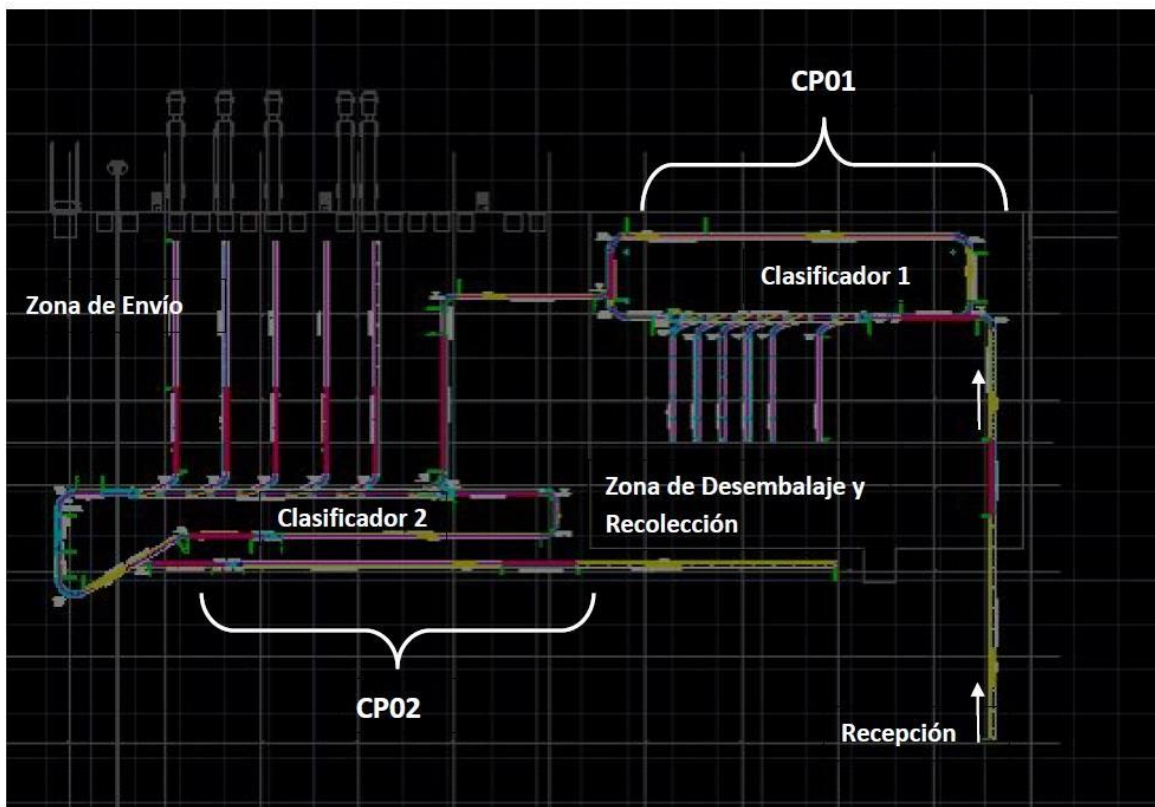 CP01
Clasificador 1
Zona de Envío
Zona de Desembalaje y
Recolección
Clasificador 2
CP02
Recepción